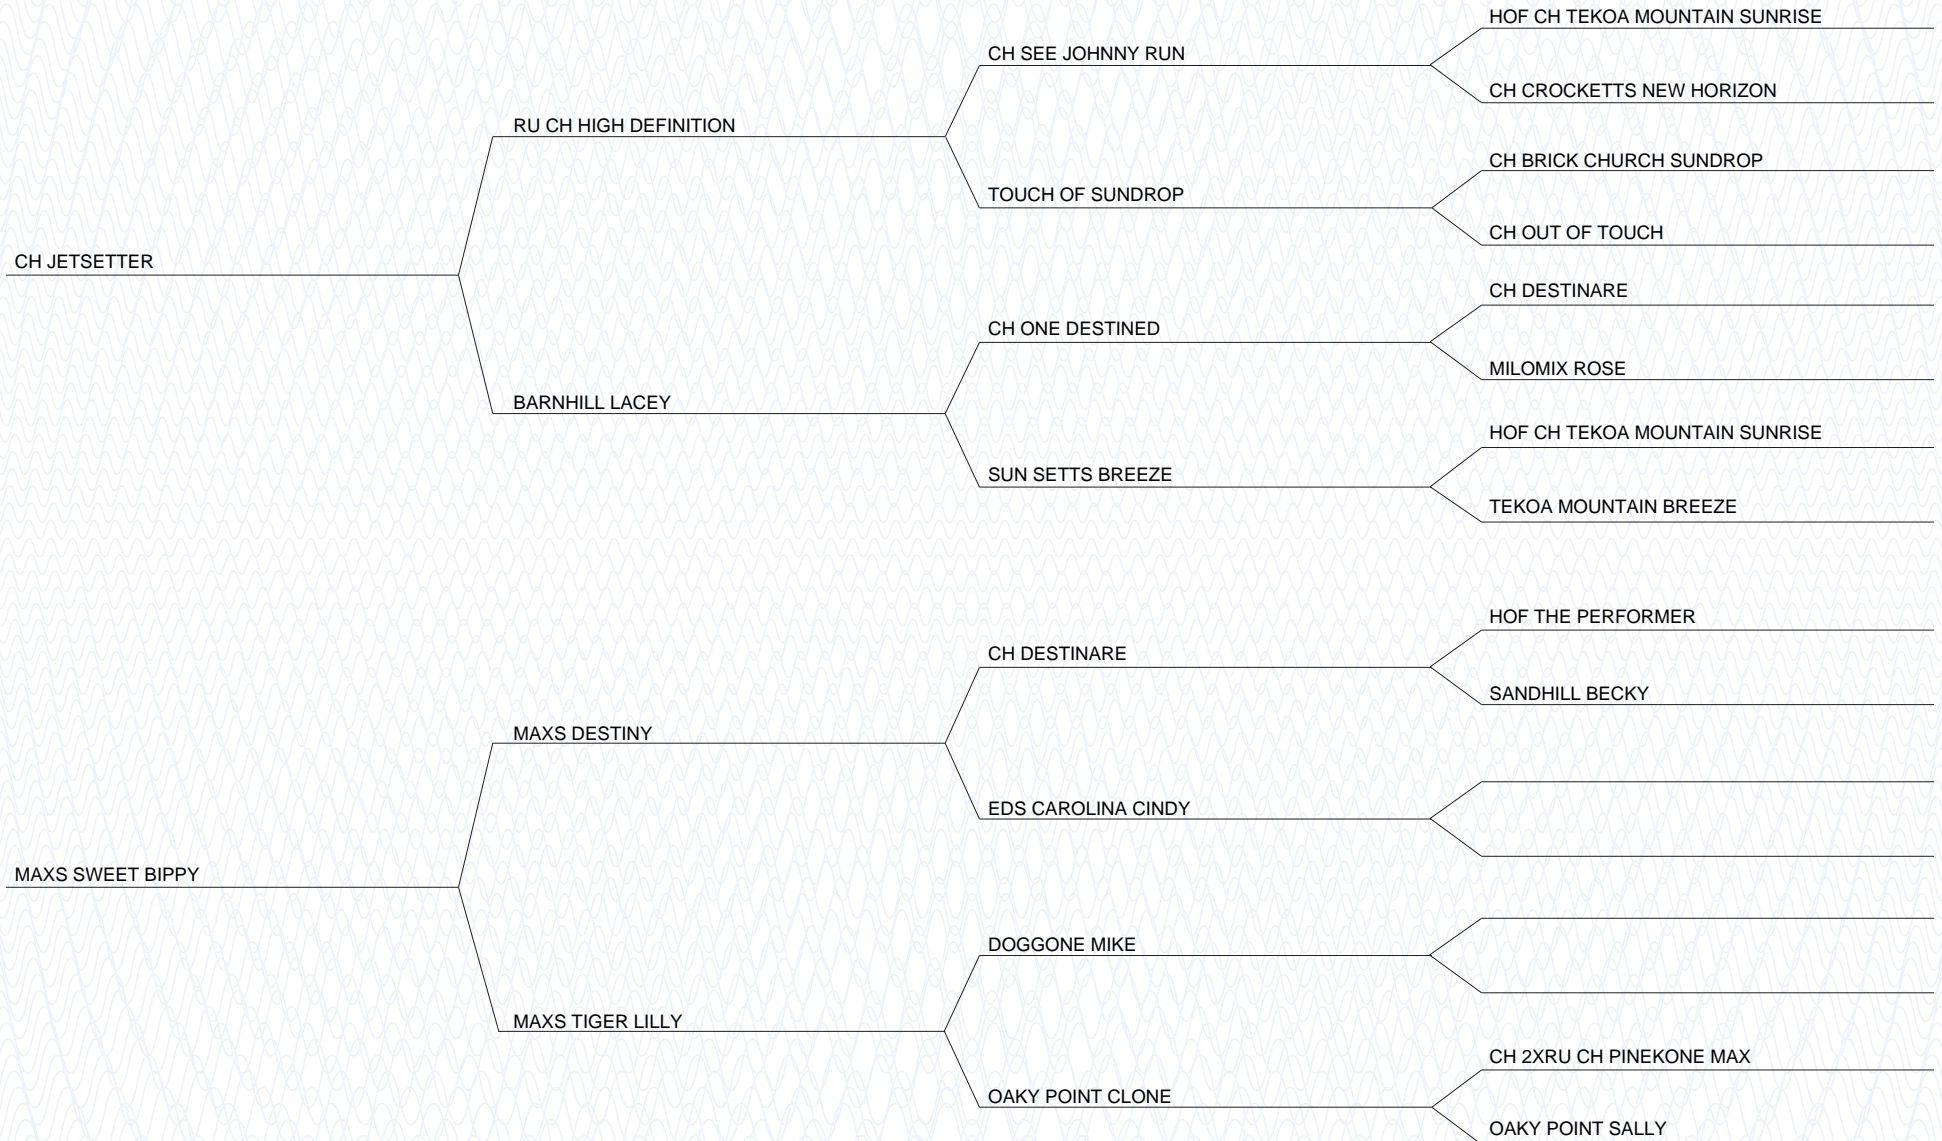 HOF CH TEKOA MOUNTAIN SUNRISE
CH SEE JOHNNY RUN
CH CROCKETTS NEW HORIZON
RU CH HIGH DEFINITION
CH BRICK CHURCH SUNDROP
TOUCH OF SUNDROP
CH OUT OF TOUCH
CH JETSETTER
CH DESTINARE
CH ONE DESTINED
MILOMIX ROSE
BARNHILL LACEY
HOF CH TEKOA MOUNTAIN SUNRISE
SUN SETTS BREEZE
TEKOA MOUNTAIN BREEZE
HOF THE PERFORMER
CH DESTINARE
SANDHILL BECKY
MAXS DESTINY
EDS CAROLINA CINDY
MAXS SWEET BIPPY
DOGGONE MIKE
MAXS TIGER LILLY
CH 2XRU CH PINEKONE MAX
OAKY POINT CLONE
OAKY POINT SALLY